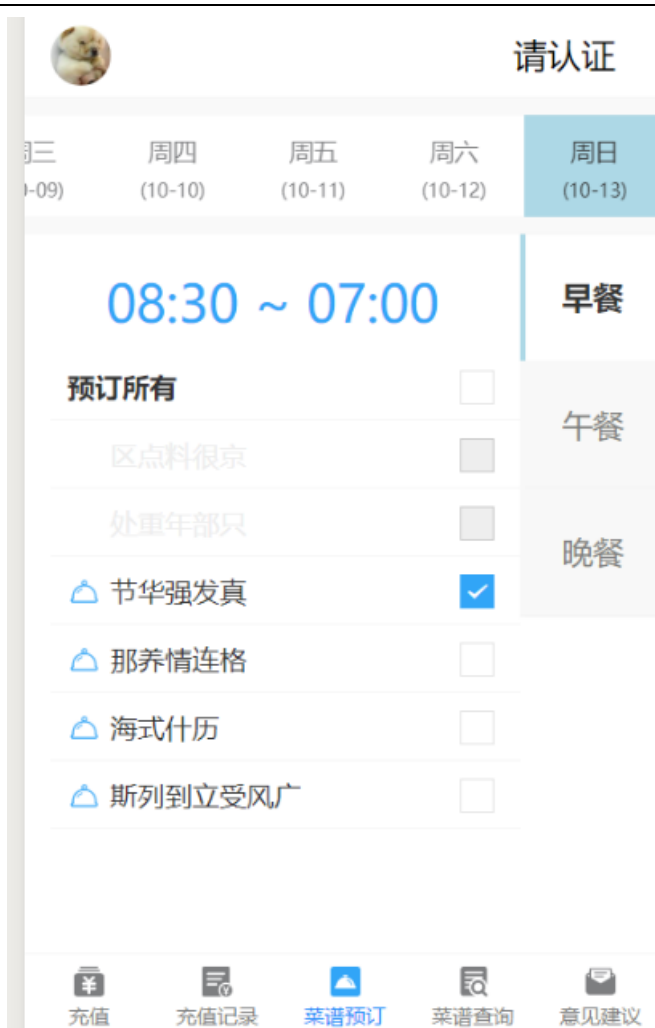 请认证
周四 周五 周六 周日
(10-10) (10-11) (10-12) (10-13)
08:30 ~ 07:00
早餐
预订所有
午餐
区点料很京
处重年部只
晚餐
节华强发真
那养情连格
海式什历
斯列到立受风广
充值 充值记录 菜谱预订 菜谱查询 意见建议